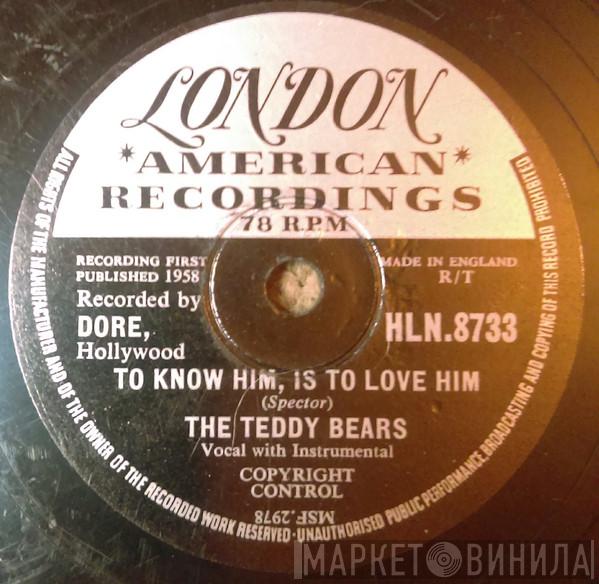 LONDON
*AMERICAN*
RECORDINGS
78 R.P.M
RECORDING FIRST
PUBLISHED 1958
MADE IN ENGLAND
R/T
Recorded by
DORE,
Hollywood
HLN.8733
TO KNOW HIM, IS TO LOVE HIM
(Spector)
THE TEDDY BEARS
Vocal with Instrumental
COPYRIGHT
CONTROL
MSF.2978
ALL RIGHTS OF THE MANUFACTURER AND OF THE OWNER OF THE RECORDED WORK RESERVED·UNAUTHORISED PUBLIC PERFORMANCE BROADCASTING AND COPYING OF THIS RECORD PROHIBITED
МАРКЕТ ВИНИЛА